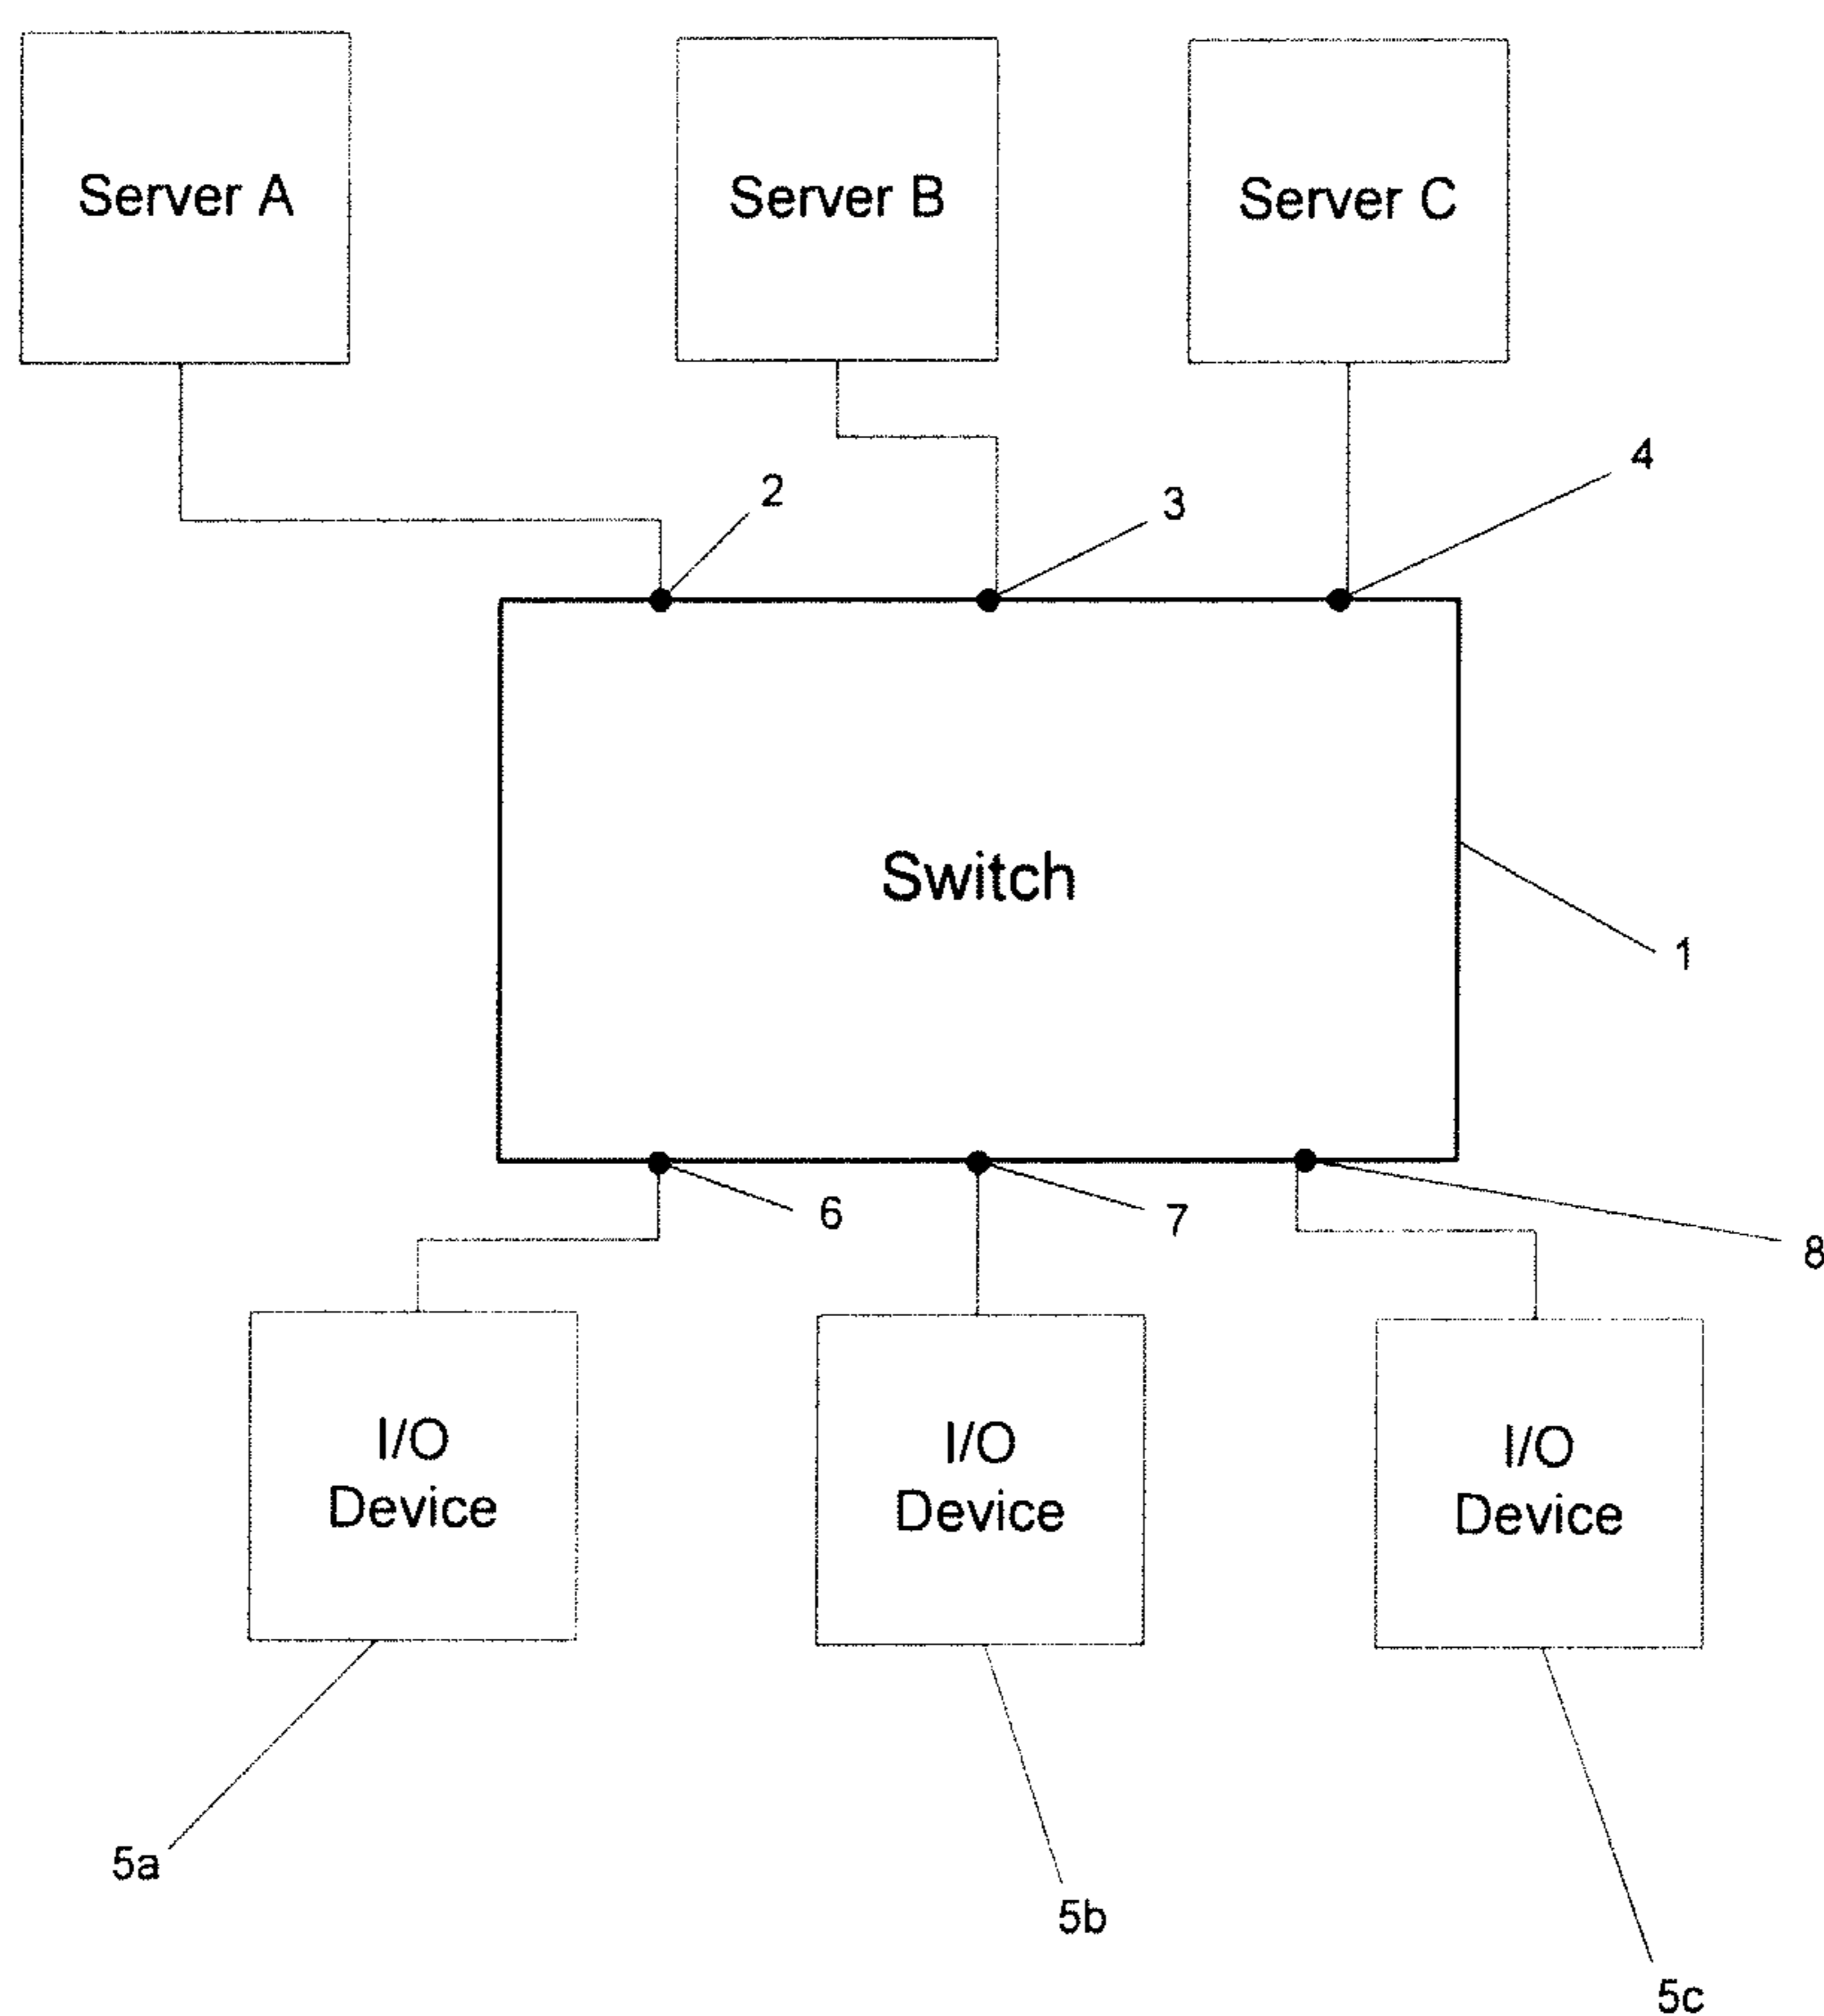 Server A
Server B
Server C
2
3
4
Switch
1
6
7
8
I/O
Device
I/O
Device
I/O
Device
5a
5b
5c